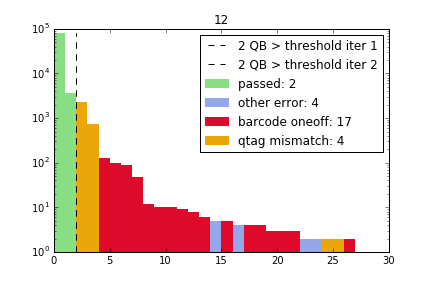 12
10^5
10^4
10^3
10^2
10^1
10^0
0 5 10 15 20 25 30
2 QB > threshold iter 1
2 QB > threshold iter 2
passed: 2
other error: 4
barcode oneoff: 17
qtag mismatch: 4